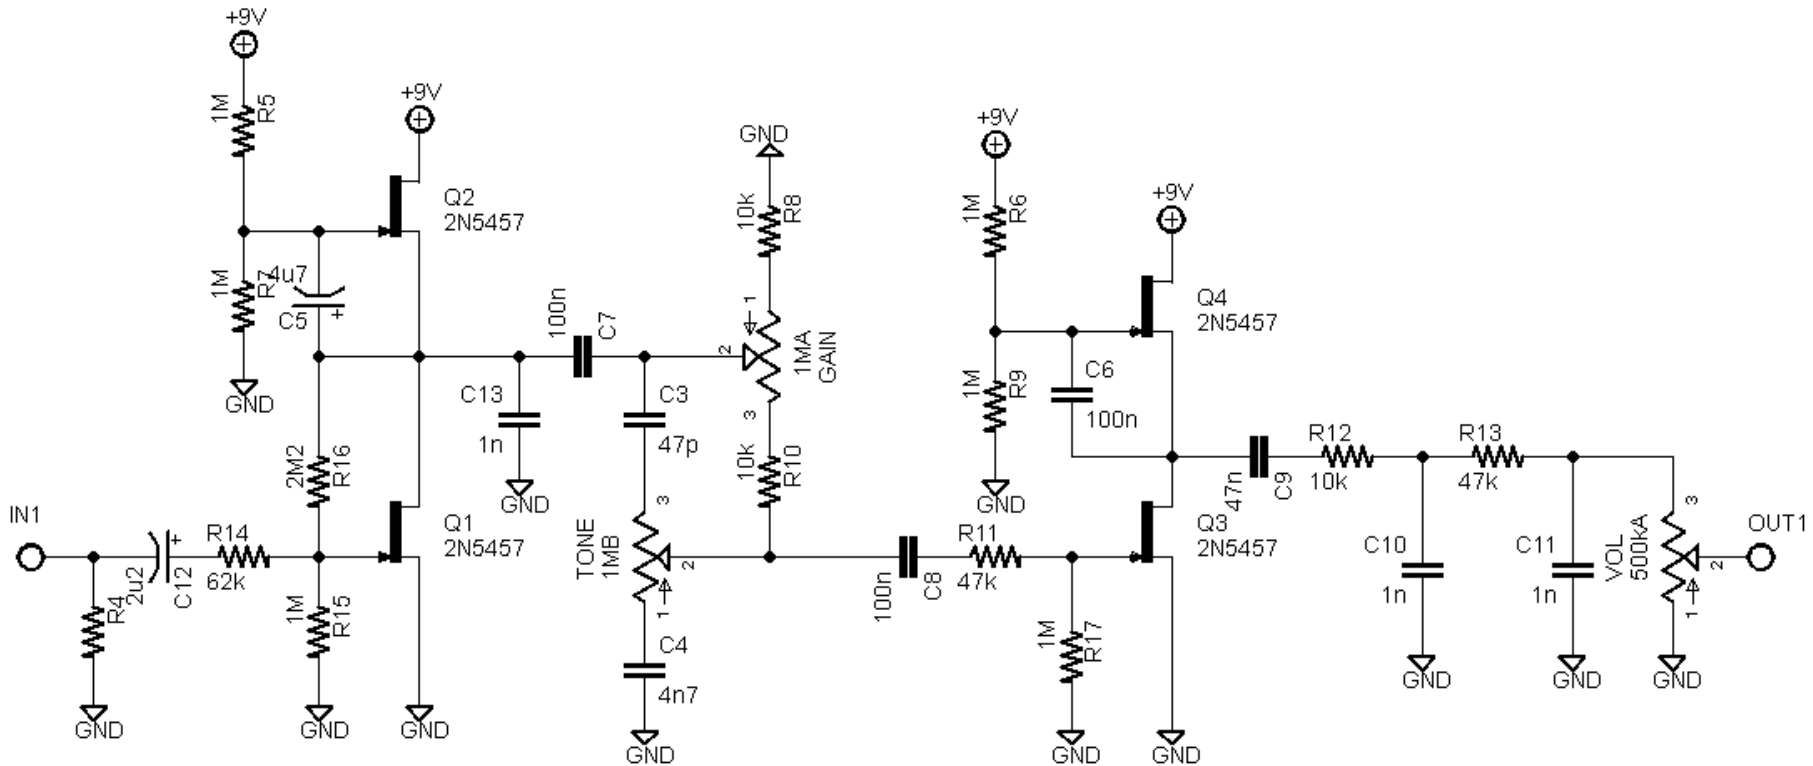 +9V
1M
R5
+9V
Q2
2N5457
1M
R7
4u7
C5
+
GND
2M2
R16
IN1
R4
2u2
C12
+
R14
62k
1M
R15
Q1
2N5457
GND
GND
GND
C13
1n
GND
100n
C7
C3
47p
GND
10k
R8
1
2
3
1MA
GAIN
10k
R10
TONE
1MB
3
2
1
C4
4n7
GND
100n
C8
R11
47k
1M
R17
GND
+9V
1M
R6
1M
R9
GND
C6
100n
+9V
Q4
2N5457
Q3
2N5457
GND
47n
C9
R12
10k
R13
47k
C10
1n
GND
C11
1n
GND
VOL
500kA
3
2
1
GND
OUT1